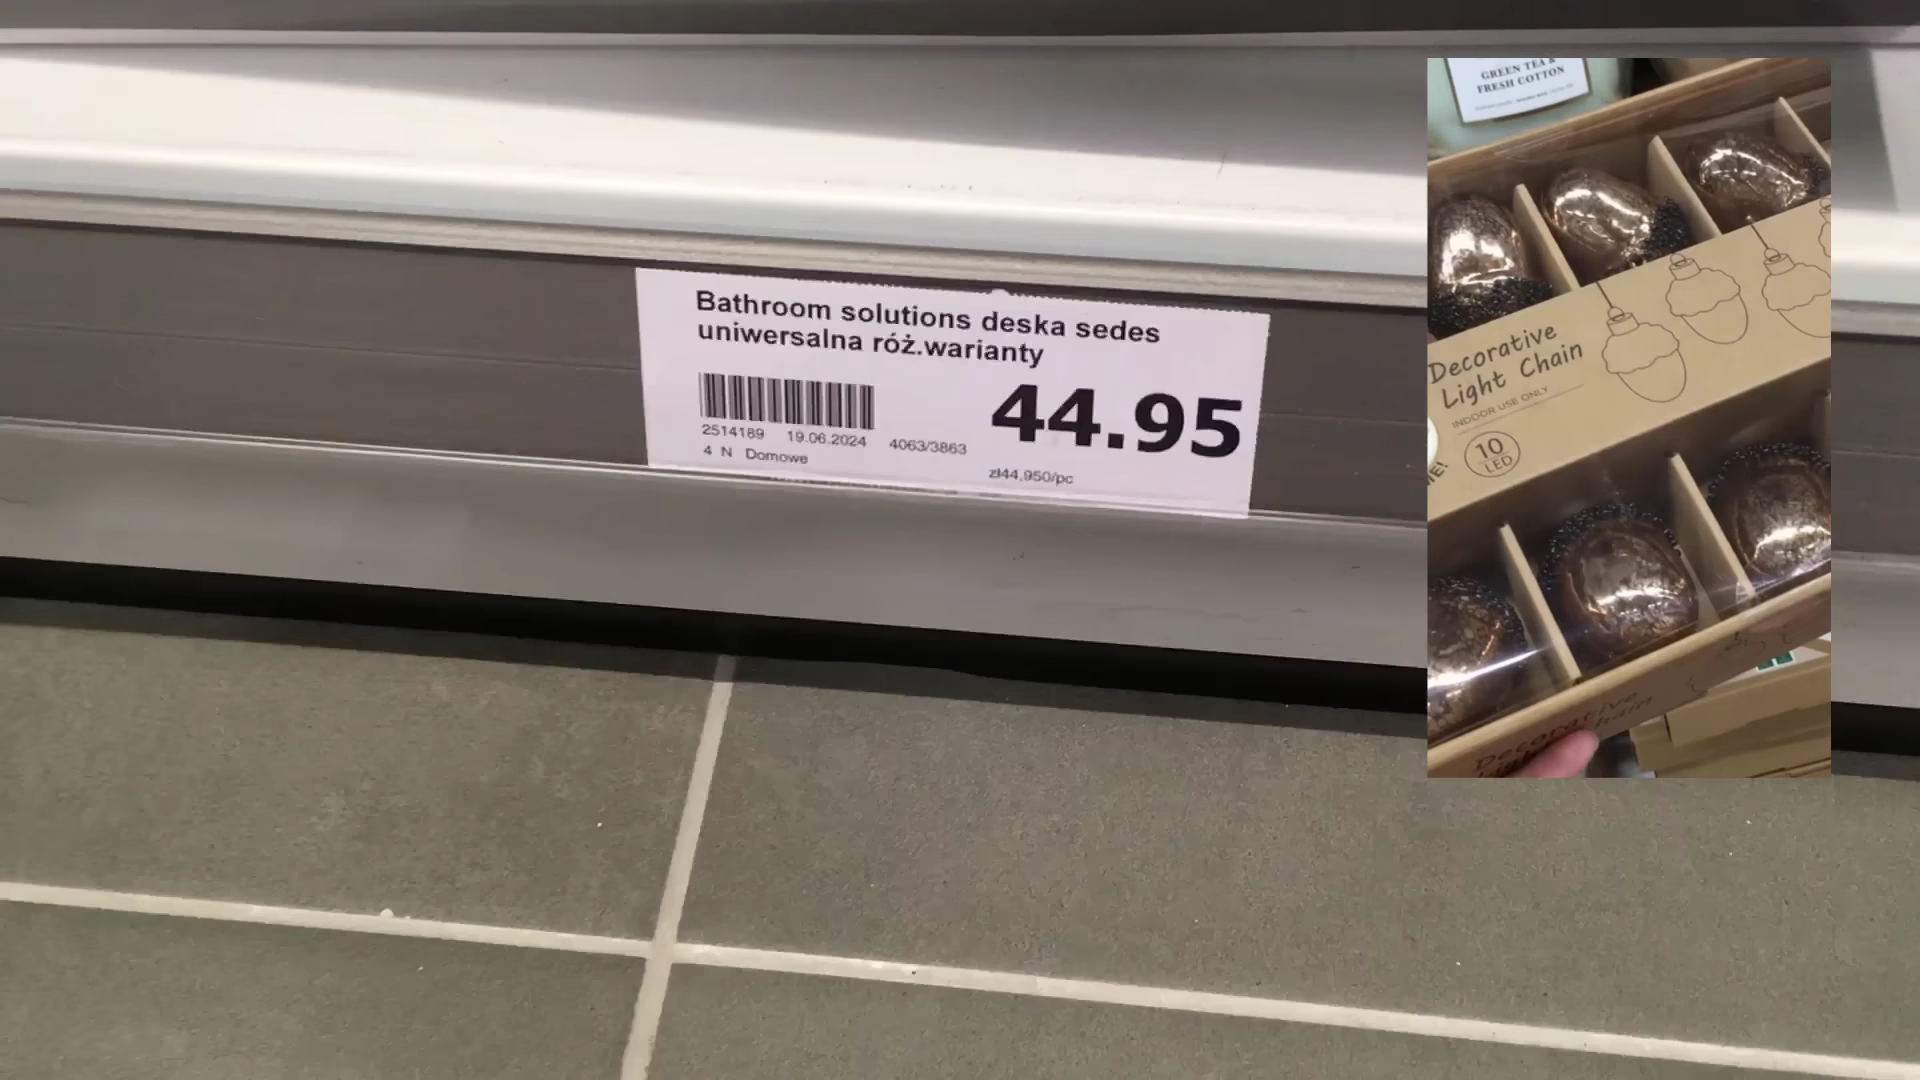 Bathroom solutions deska sedes
uniwersalna róż.warianty
44.95
2514189 19.06.2024 4063/3863
4 N Domowe
zł44,950/pc
GREEN TEA &
FRESH COTTON
Decorative
Light Chain
INDOOR USE ONLY
10
LED
Decorative